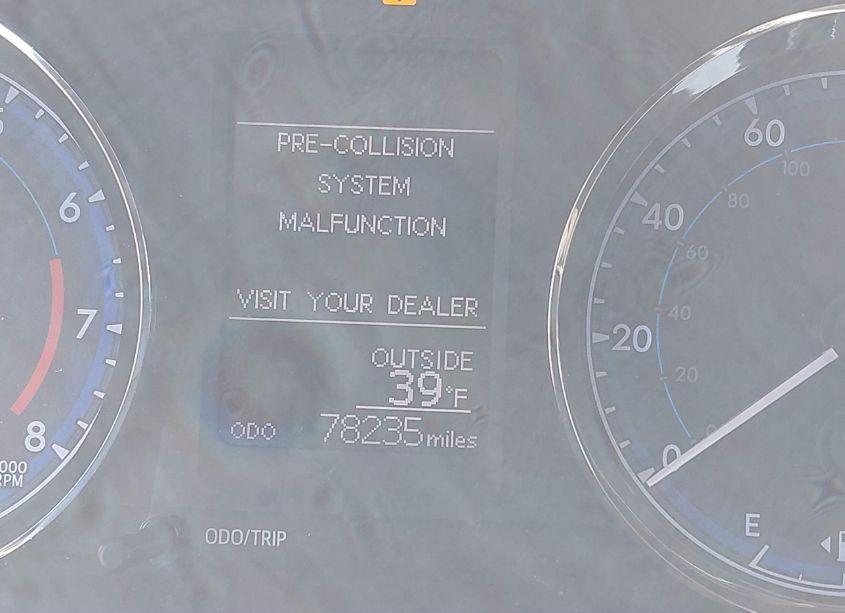 PRE-COLLISION
SYSTEM
MALFUNCTION
VISIT YOUR DEALER
OUTSIDE
39°F
ODO 78235 miles
ODO/TRIP
6
7
8
RPM
60
40
20
0
100
80
60
40
20
0
E